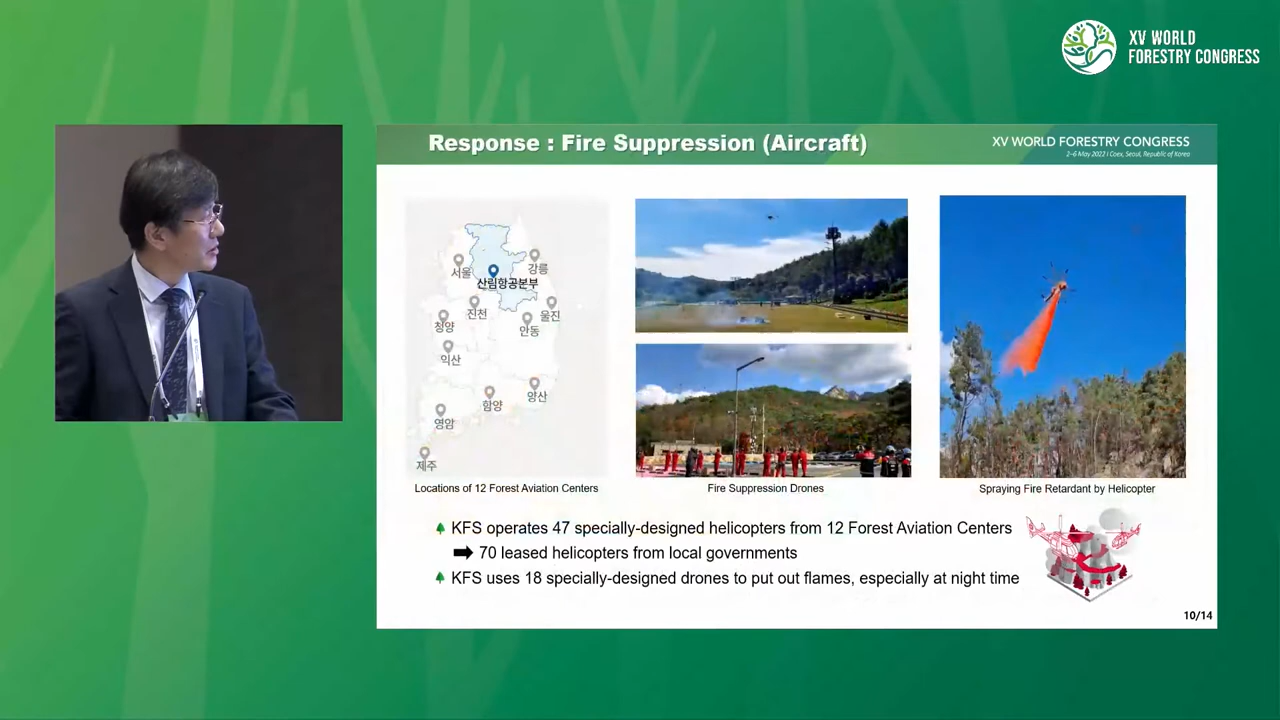 XV WORLD
FORESTRY CONGRESS
Response : Fire Suppression (Aircraft)
XV WORLD FORESTRY CONGRESS
2-6 May 2022 | Coex, Seoul, Republic of Korea
서울
강릉
산림항공본부
진천
울진
청양
안동
익산
양산
함양
영암
제주
Locations of 12 Forest Aviation Centers
Fire Suppression Drones
Spraying Fire Retardant by Helicopter
KFS operates 47 specially-designed helicopters from 12 Forest Aviation Centers
70 leased helicopters from local governments
KFS uses 18 specially-designed drones to put out flames, especially at night time
10/14